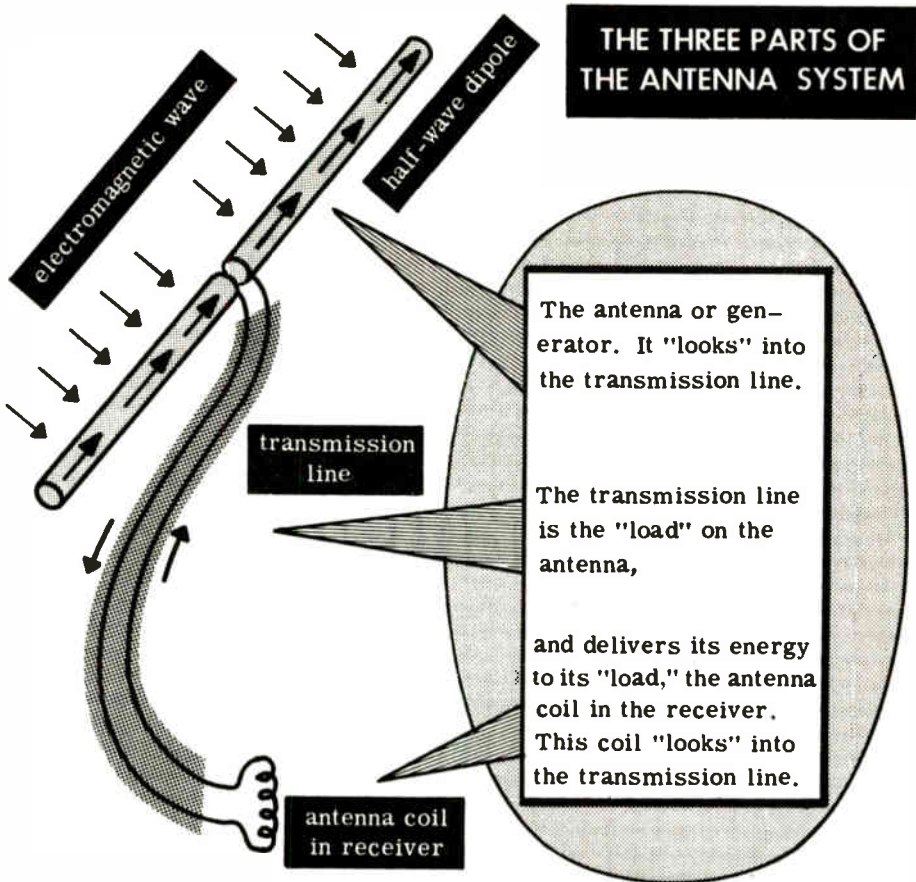 THE THREE PARTS OF
THE ANTENNA SYSTEM
electromagnetic wave
half-wave dipole
The antenna or gen-
erator. It "looks" into
the transmission line.
transmission
line
The transmission line
is the "load" on the
antenna,
and delivers its energy
to its "load," the antenna
coil in the receiver.
This coil "looks" into
the transmission line.
antenna coil
in receiver